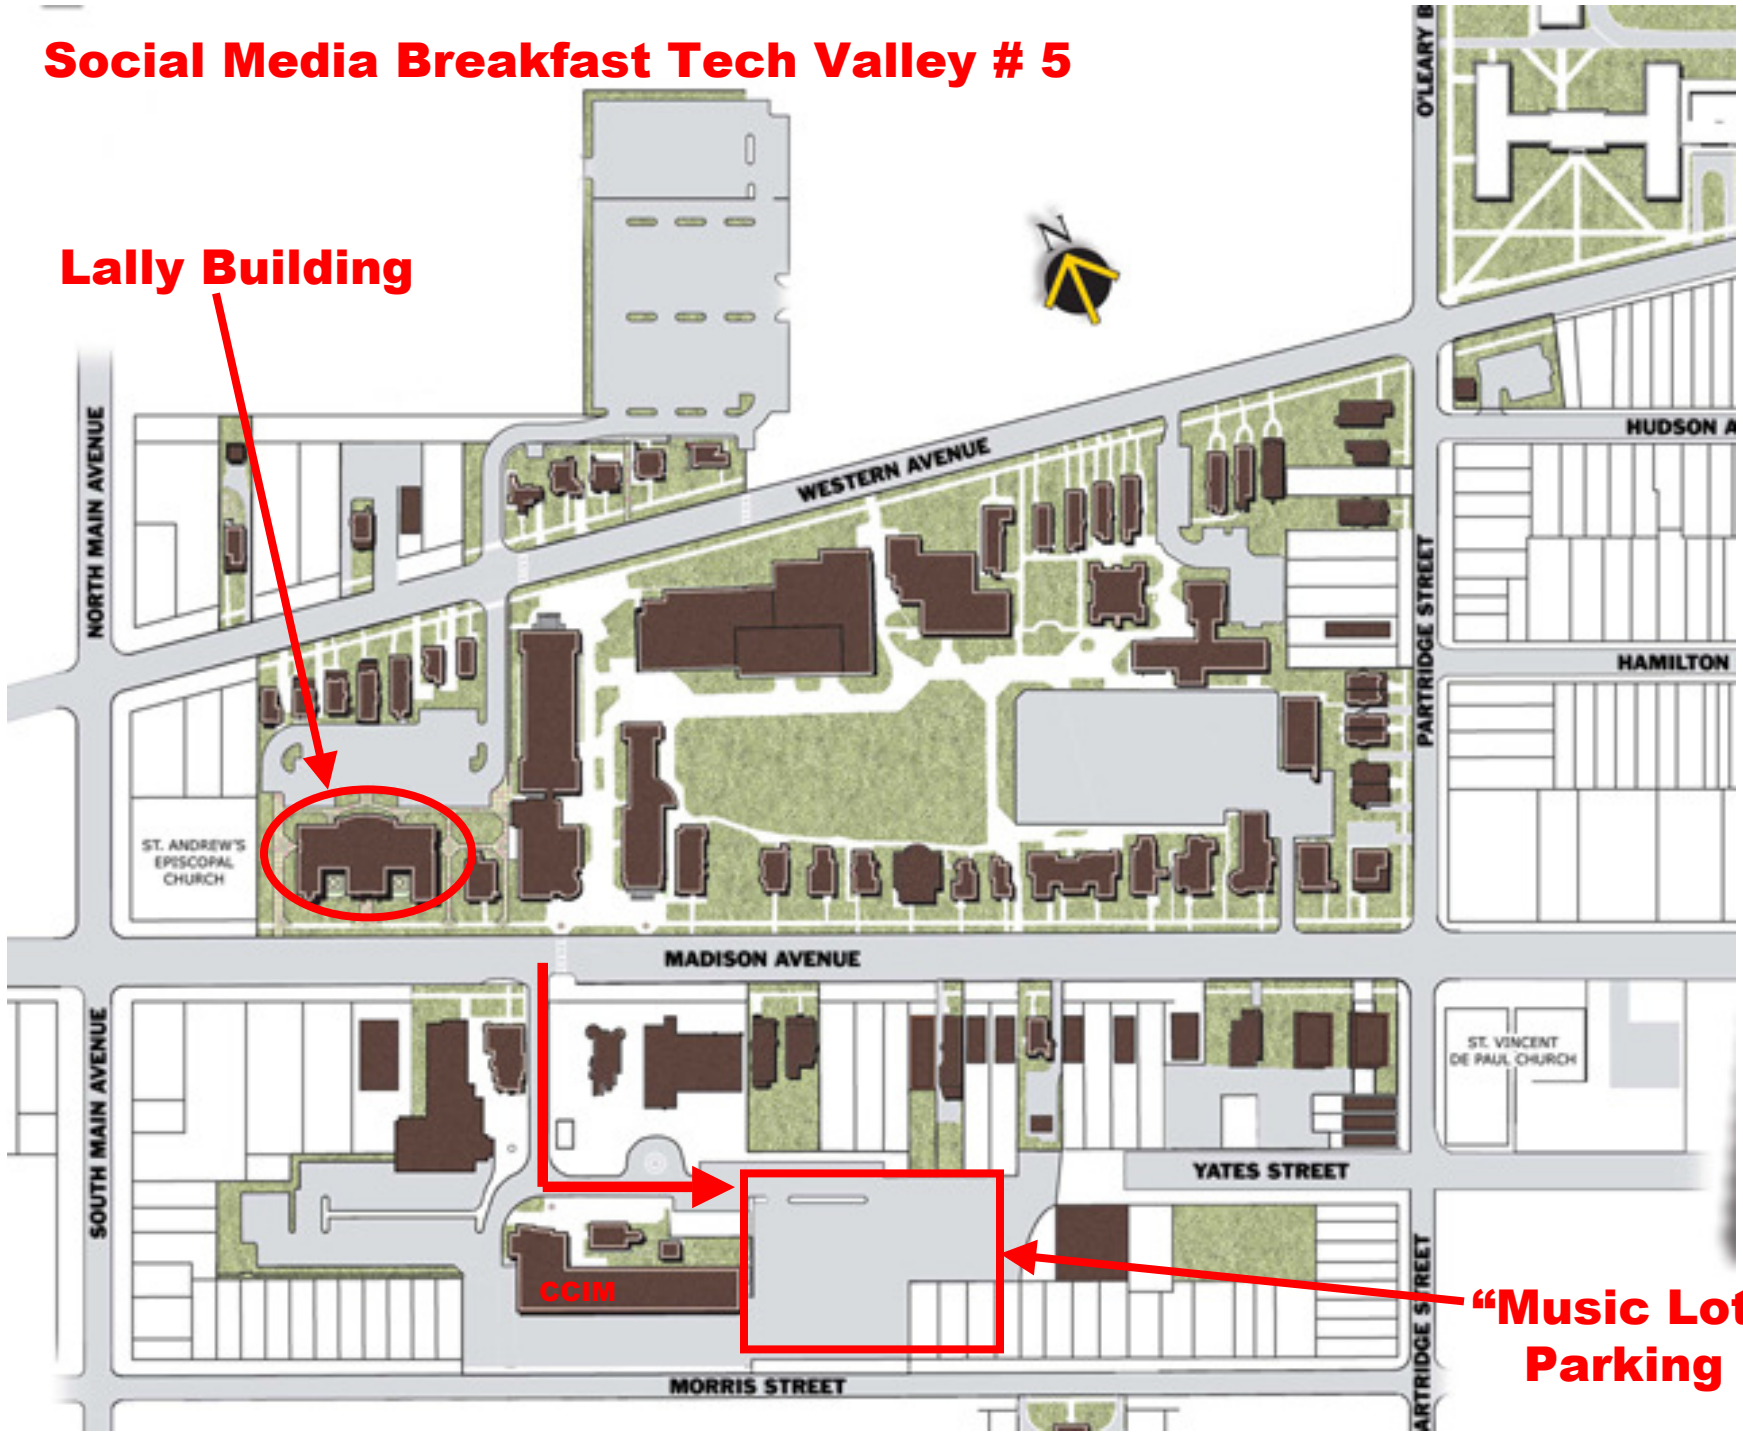 Social Media Breakfast Tech Valley # 5
O'LEARY B
Lally Building
N
NORTH MAIN AVENUE
WESTERN AVENUE
HUDSON A
PARTRIDGE STREET
HAMILTON
ST. ANDREW'S
EPISCOPAL
CHURCH
MADISON AVENUE
SOUTH MAIN AVENUE
ST. VINCENT
DE PAUL CHURCH
YATES STREET
CCIM
“Music Lot
Parking
MORRIS STREET
ARTRIDGE STREET